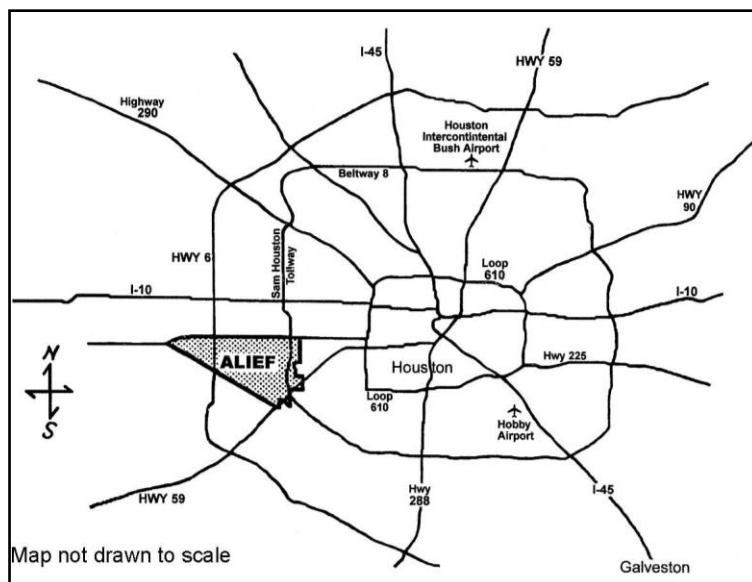 I-45
HWY 59
Highway
290
Houston
Intercontintental
Bush Airport
Beltway 8
HWY
90
HWY 6
Sam Houston
Tollway
Loop
610
I-10
I-10
ALIEF
Houston
Hwy 225
N
S
Loop
610
Hobby
Airport
HWY 59
Hwy
288
I-45
Map not drawn to scale
Galveston